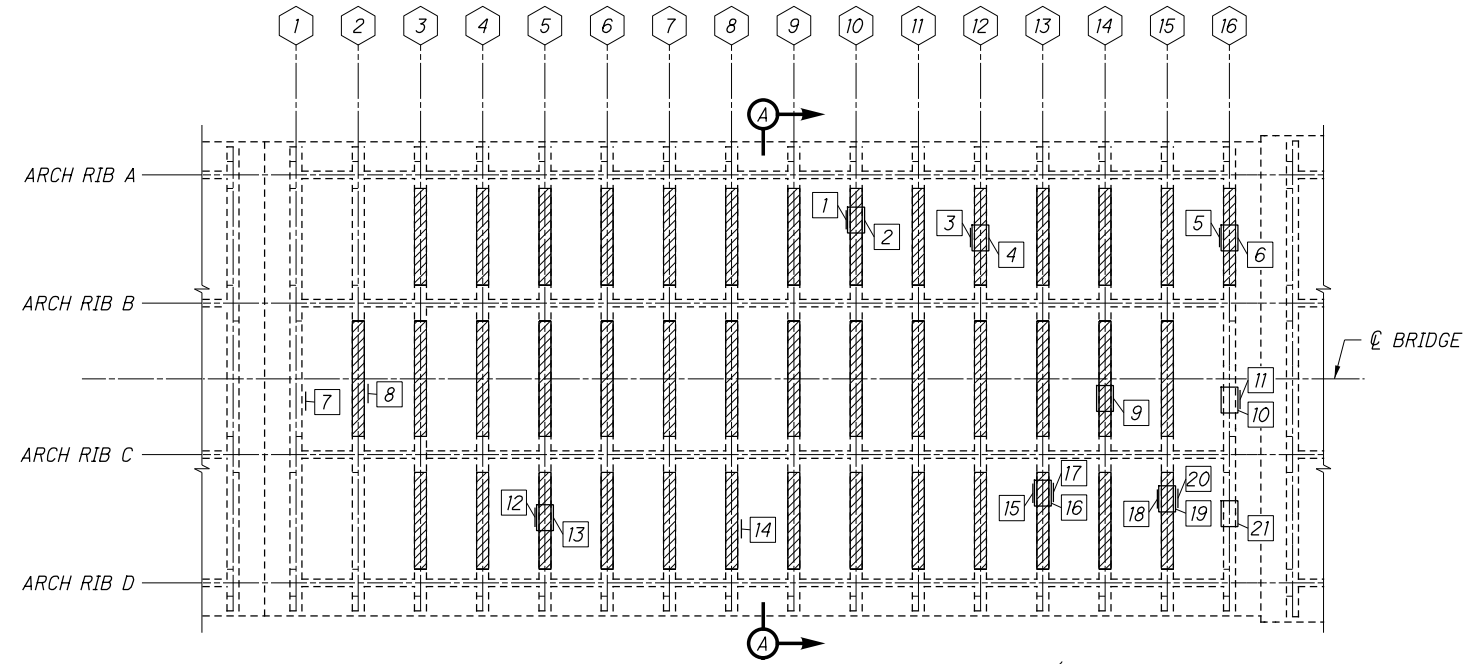 1 2 3 4 5 6 7 8 9 10 11 12 13 14 15 16
A
ARCH RIB A
1 2 3 4 5 6
ARCH RIB B
℄ BRIDGE
7 8 9 11 10
ARCH RIB C
12 13 14 15 17 16 18 20 19 21
ARCH RIB D
A